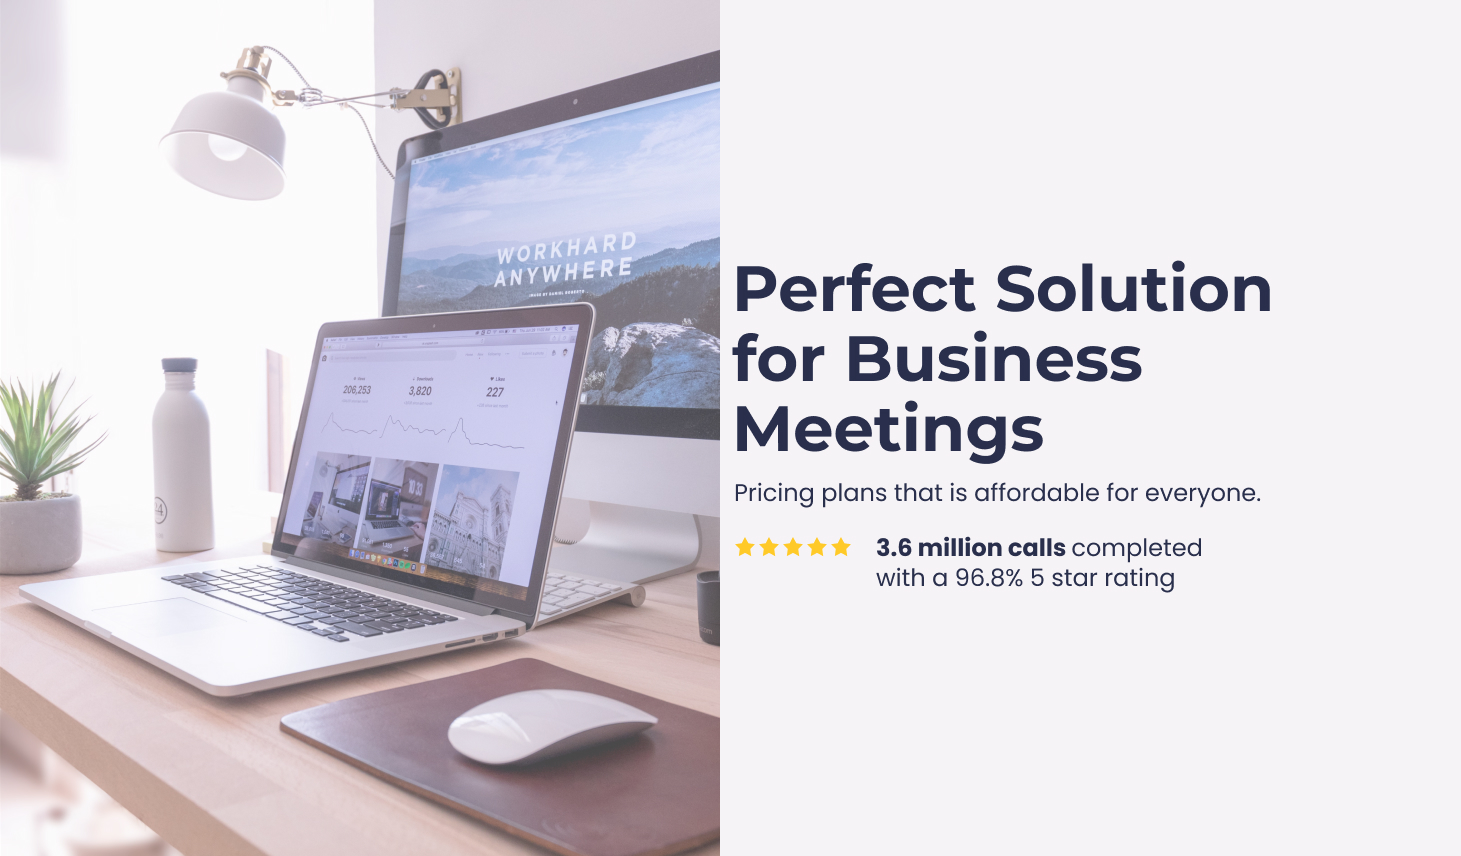 WORKHARD
ANYWHERE
206,253
3,820
227
Perfect Solution
for Business
Meetings
Pricing plans that is affordable for everyone.
3.6 million calls completed
with a 96.8% 5 star rating